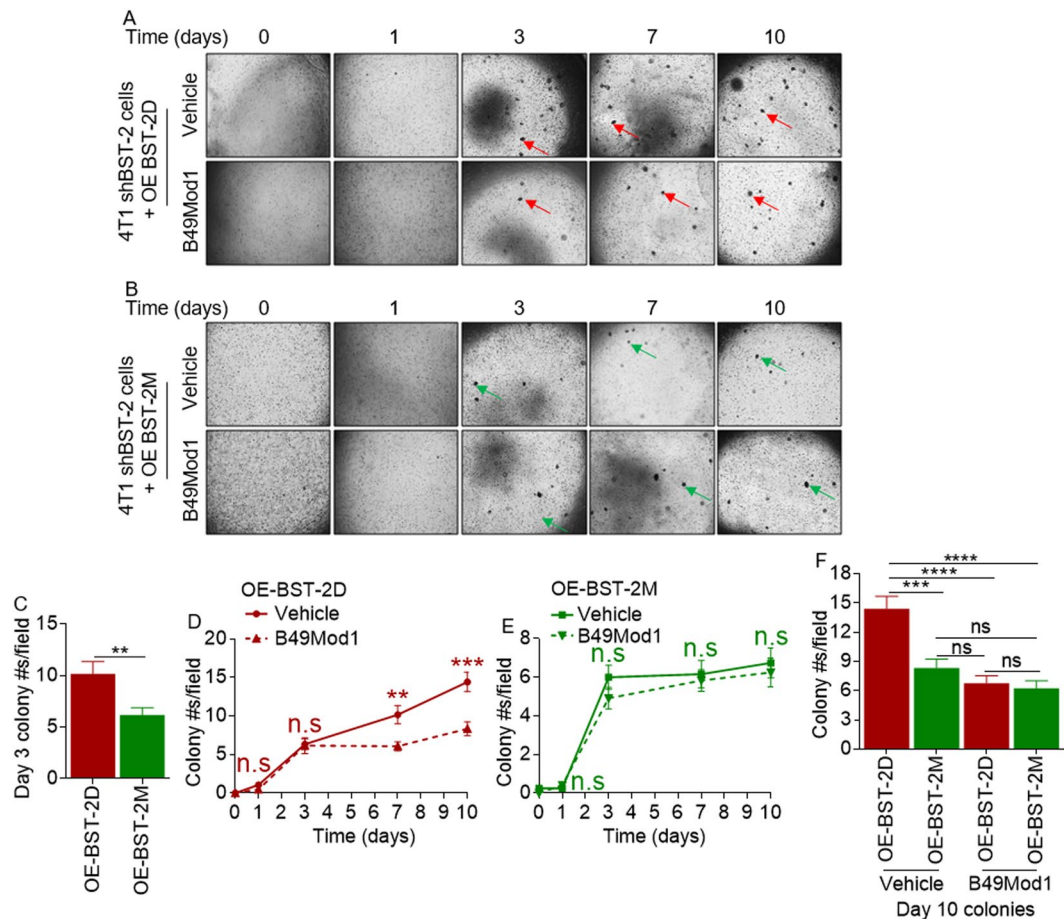 A
Time (days) 0 1 3 7 10
4T1 shBST-2 cells
+ OE BST-2D
Vehicle
B49Mod1
B
Time (days) 0 1 3 7 10
4T1 shBST-2 cells
+ OE BST-2M
Vehicle
B49Mod1
C
Day 3 colony #s/field
15
10
5
0
**
OE-BST-2D
OE-BST-2M
OE-BST-2D
Vehicle
B49Mod1
D
Colony #s/field
20
15
10
5
0
n.s
n.s
**
***
0 1 2 3 4 5 6 7 8 9 10
Time (days)
OE-BST-2M
Vehicle
B49Mod1
E
Colony #s/field
8
6
4
2
0
n.s
n.s
n.s
n.s
0 1 2 3 4 5 6 7 8 9 10
Time (days)
F
Colony #s/field
18
15
12
9
6
3
0
****
****
***
ns
ns
ns
OE-BST-2D
OE-BST-2M
OE-BST-2D
OE-BST-2M
Vehicle B49Mod1
Day 10 colonies